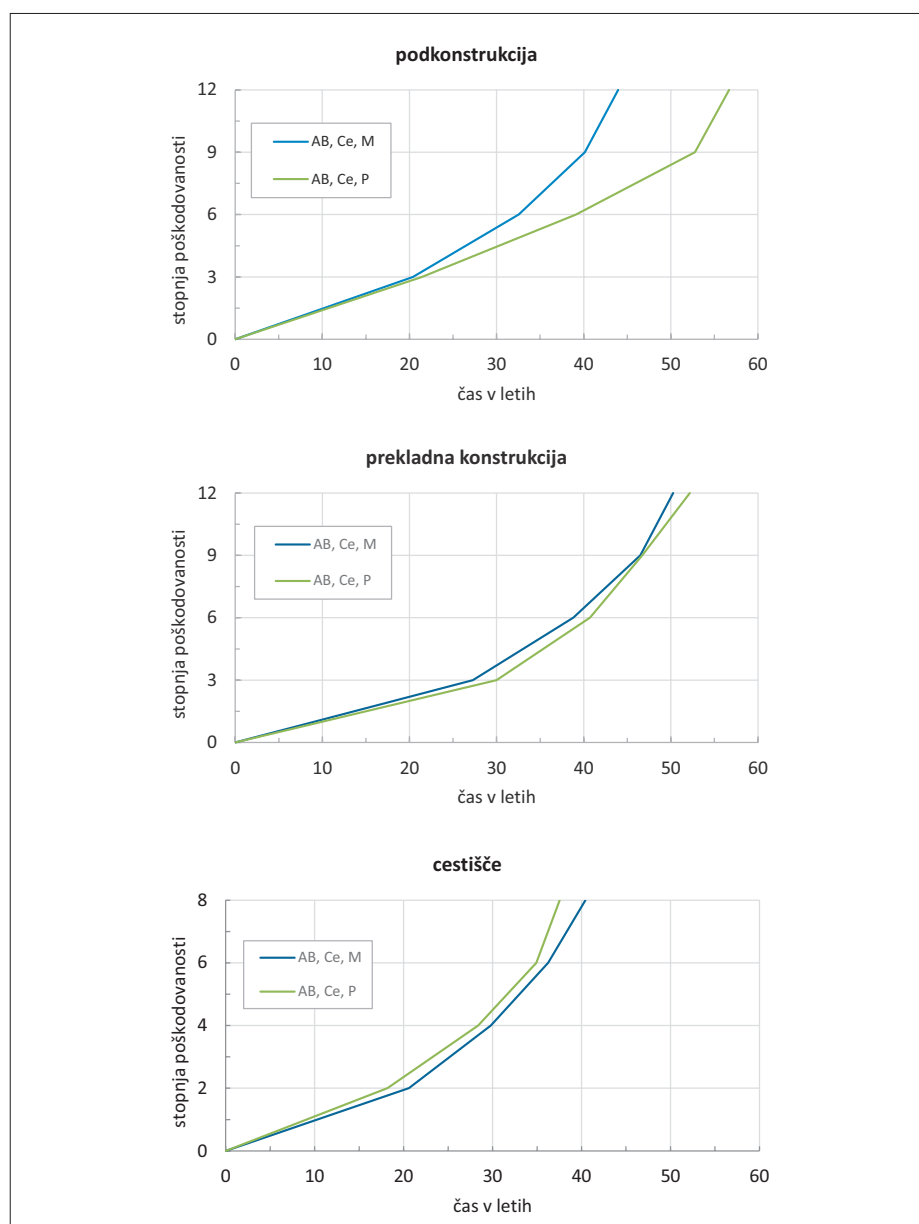 podkonstrukcija
stopnja poškodovanosti
12
9
6
3
0
AB, Ce, M
AB, Ce, P
0 10 20 30 40 50 60
čas v letih
prekladna konstrukcija
stopnja poškodovanosti
12
9
6
3
0
AB, Ce, M
AB, Ce, P
0 10 20 30 40 50 60
čas v letih
cestišče
stopnja poškodovanosti
8
6
4
2
0
AB, Ce, M
AB, Ce, P
0 10 20 30 40 50 60
čas v letih